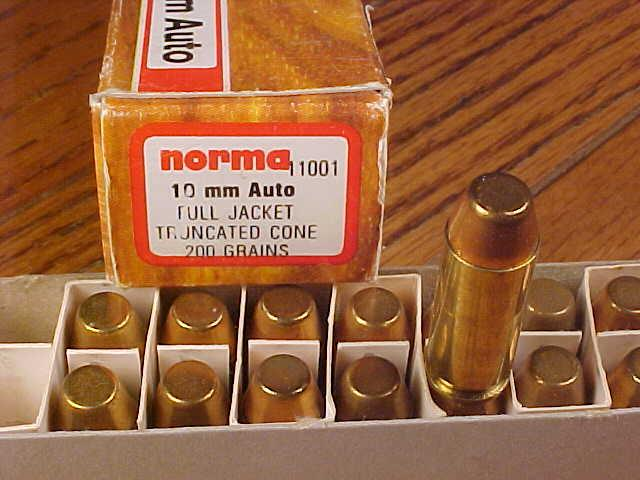 m Auto
norma 11001
10 mm Auto
FULL JACKET
TRUNCATED CONE
200 GRAINS